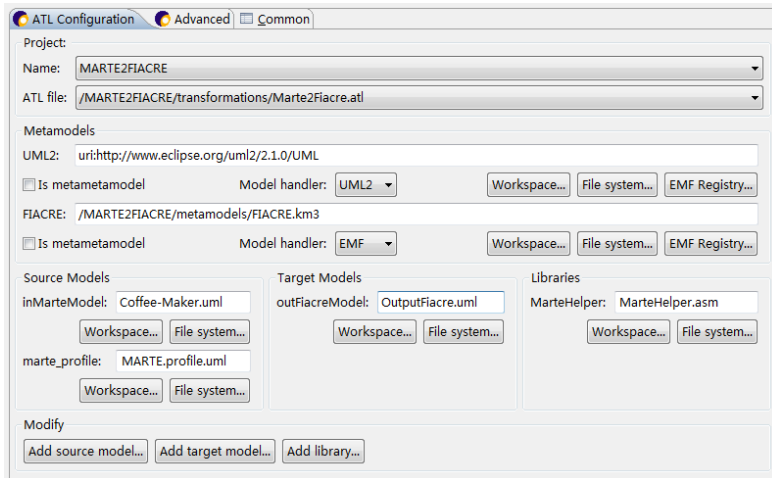 ATL Configuration Advanced Common
Project:
Name: MARTE2FIACRE
ATL file: /MARTE2FIACRE/transformations/Marte2Fiacre.atl
Metamodels
UML2: uri:http://www.eclipse.org/uml2/2.1.0/UML
Is metametamodel Model handler: UML2 Workspace... File system... EMF Registry...
FIACRE: /MARTE2FIACRE/metamodels/FIACRE.km3
Is metametamodel Model handler: EMF Workspace... File system... EMF Registry...
Source Models Target Models Libraries
inMarteModel: Coffee-Maker.uml outFiacreModel: OutputFiacre.uml MarteHelper: MarteHelper.asm
Workspace... File system... Workspace... File system... Workspace... File system...
marte_profile: MARTE.profile.uml
Workspace... File system...
Modify
Add source model... Add target model... Add library...